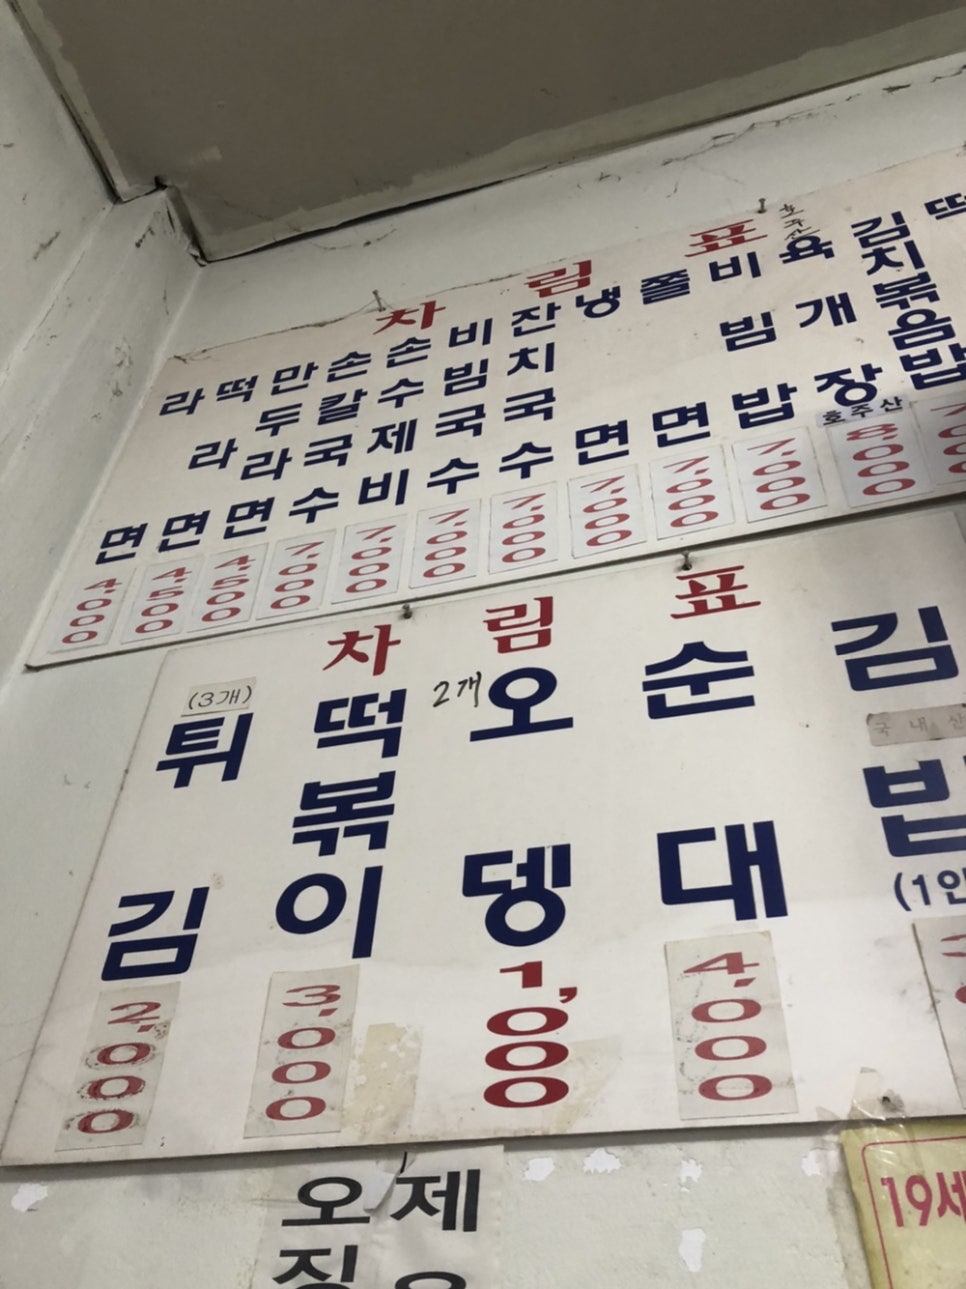 차림표
라면 4,000
떡라면 4,500
만두라면 4,500
손칼국수 7,000
손수제비 7,000
비빔국수 7,000
잔치국수 7,000
냉면 7,000
쫄면 7,000
비빔밥 7,000
호주산
육개장 호주산 8,000
김치볶음밥
떡
차림표
(3개)
튀김 2,000
떡볶이 3,000
2개
오뎅 1,000
순대 4,000
김밥
국내산
(1인
오징
제
19세